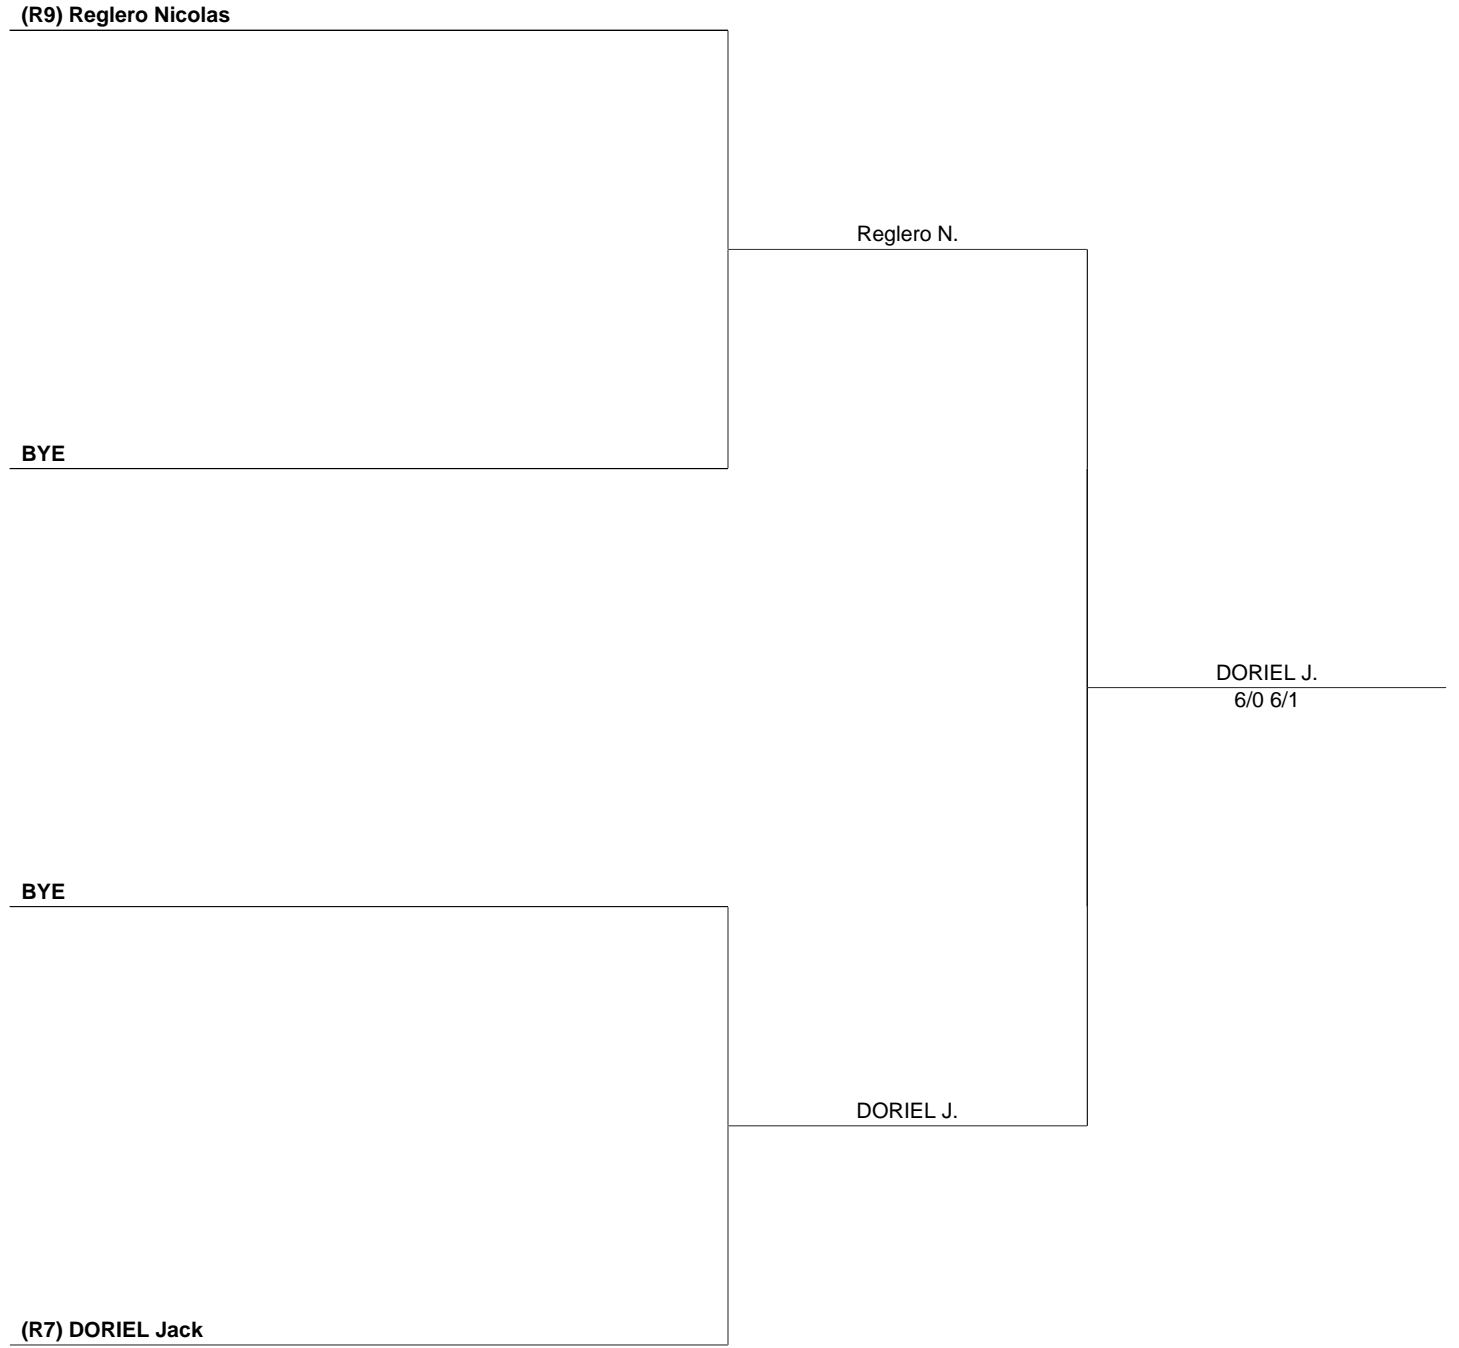 (R9) Reglero Nicolas
Reglero N.
BYE
DORIEL J.
6/0 6/1
BYE
DORIEL J.
(R7) DORIEL Jack